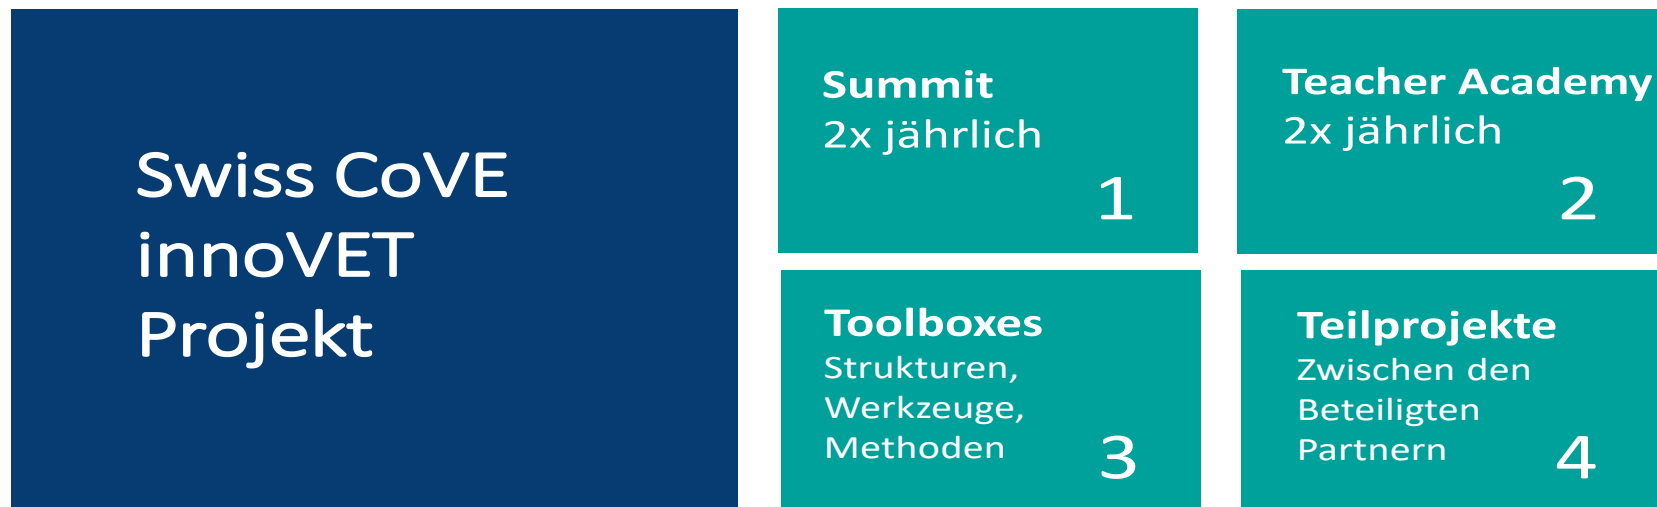 Swiss CoVE
innoVET
Projekt
Summit
2x jährlich
1
Teacher Academy
2x jährlich
2
Toolboxes
Strukturen,
Werkzeuge,
Methoden
3
Teilprojekte
Zwischen den
Beteiligten
Partnern
4